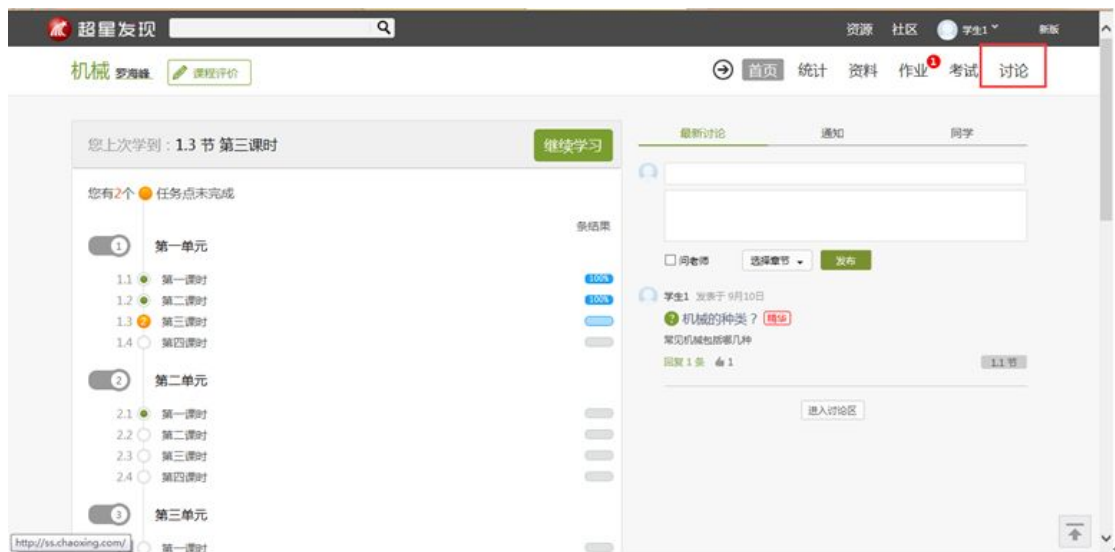 超星发现 资源 社区 学生1 新版
机械 罗海峰 课程评价 首页 统计 资料 作业 1 考试 讨论
您上次学到：1.3 节 第三课时 继续学习
最新讨论 通知 同学
您有2个 任务点未完成
条结果
1 第一单元
1.1 第一课时 100%
1.2 第二课时 100%
1.3 2 第三课时
1.4 第四课时
2 第二单元
2.1 第一课时
2.2 第二课时
2.3 第三课时
2.4 第四课时
3 第三单元
第一课时
问老师 选择章节 发布
学生1 发表于 9月10日
? 机械的种类？ 精华
常见机械包括哪几种
回复 1 条 1 1.1 节
进入讨论区
http://ss.chaoxing.com/